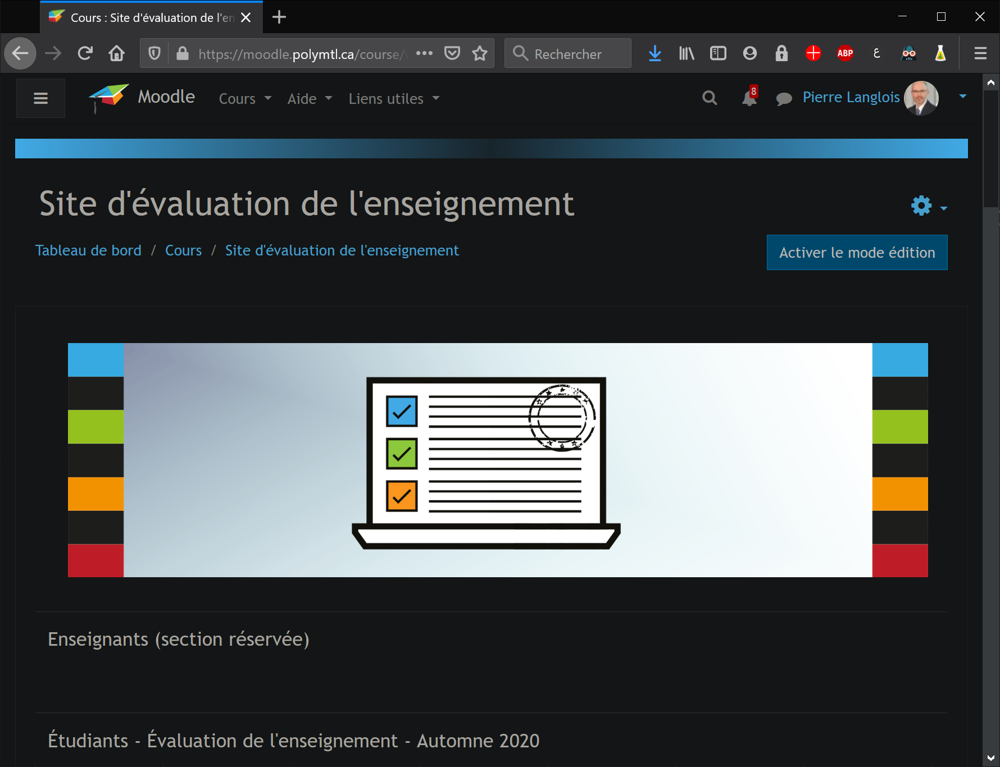 Cours : Site d'évaluation de l'en
https://moodle.polymtl.ca/course/
Rechercher
ABP
ع
Moodle
Cours
Aide
Liens utiles
8
Pierre Langlois
Site d'évaluation de l'enseignement
Tableau de bord / Cours / Site d'évaluation de l'enseignement
Activer le mode édition
Enseignants (section réservée)
Étudiants - Évaluation de l'enseignement - Automne 2020